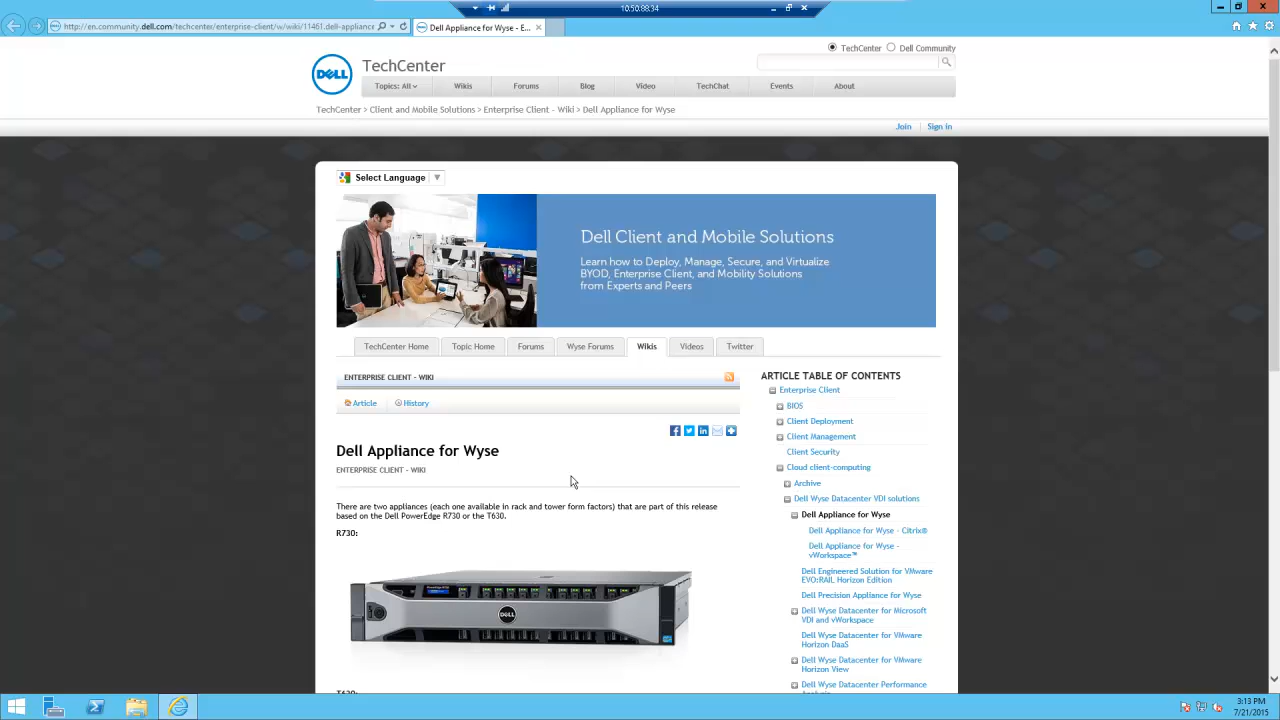 10.50.88.34
http://en.community.dell.com/techcenter/enterprise-client/w/wiki/11461.dell-appliance
Dell Appliance for Wyse - E...
TechCenter
Dell Community
DELL
TechCenter
Topics: All
Wikis
Forums
Blog
Video
TechChat
Events
About
TechCenter > Client and Mobile Solutions > Enterprise Client - Wiki > Dell Appliance for Wyse
Join
Sign in
Select Language
Dell Client and Mobile Solutions
Learn how to Deploy, Manage, Secure, and Virtualize
BYOD, Enterprise Client, and Mobility Solutions
from Experts and Peers
TechCenter Home
Topic Home
Forums
Wyse Forums
Wikis
Videos
Twitter
ENTERPRISE CLIENT - WIKI
Article
History
Dell Appliance for Wyse
ENTERPRISE CLIENT - WIKI
There are two appliances (each one available in rack and tower form factors) that are part of this release
based on the Dell PowerEdge R730 or the T630.
R730:
DELL
T630:
ARTICLE TABLE OF CONTENTS
Enterprise Client
BIOS
Client Deployment
Client Management
Client Security
Cloud client-computing
Archive
Dell Wyse Datacenter VDI solutions
Dell Appliance for Wyse
Dell Appliance for Wyse - Citrix®
Dell Appliance for Wyse -
vWorkspace™
Dell Engineered Solution for VMware
EVO:RAIL Horizon Edition
Dell Precision Appliance for Wyse
Dell Wyse Datacenter for Microsoft
VDI and vWorkspace
Dell Wyse Datacenter for VMware
Horizon DaaS
Dell Wyse Datacenter for VMware
Horizon View
Dell Wyse Datacenter Performance
Analysis
3:13 PM
7/21/2015